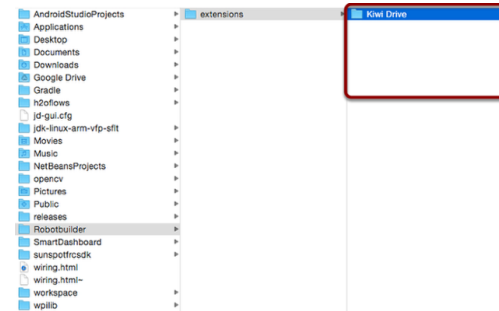 AndroidStudioProjects
Applications
Desktop
Documents
Downloads
Google Drive
Gradle
h2oflows
jd-gui.cfg
jdk-linux-arm-vfp-sflt
Movies
Music
NetBeansProjects
opencv
Pictures
Public
releases
Robotbuilder
SmartDashboard
sunspotfrcsdk
wiring.html
wiring.html~
workspace
wpilib
extensions
Kiwi Drive